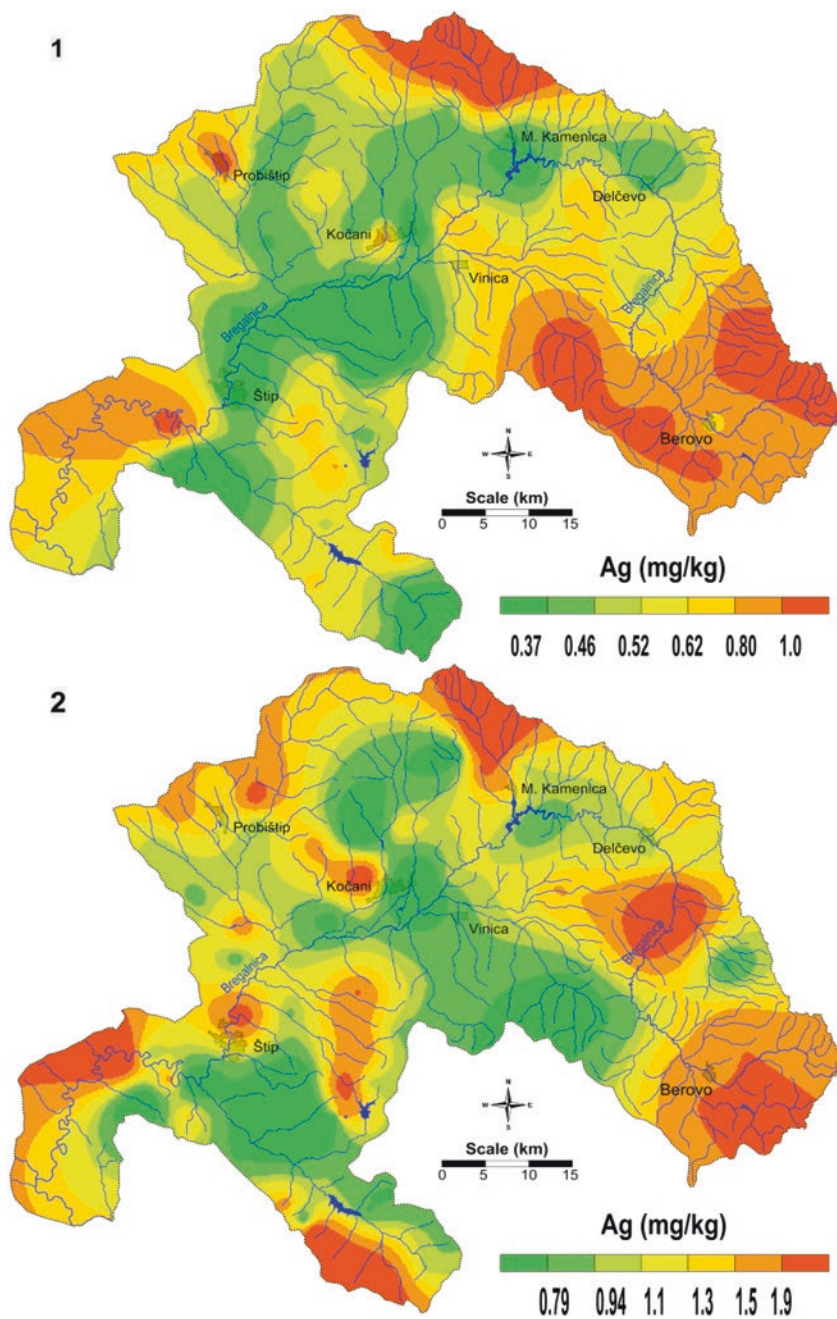 1
M. Kamenica
Probištip
Delčevo
Kočani
Vinica
Bregalnica
Bregalnica
Štip
Berovo
N
W E
S
Scale (km)
0 5 10 15
Ag (mg/kg)
0.37 0.46 0.52 0.62 0.80 1.0
2
M. Kamenica
Probištip
Delčevo
Kočani
Vinica
Bregalnica
Bregalnica
Štip
Berovo
N
W E
S
Scale (km)
0 5 10 15
Ag (mg/kg)
0.79 0.94 1.1 1.3 1.5 1.9